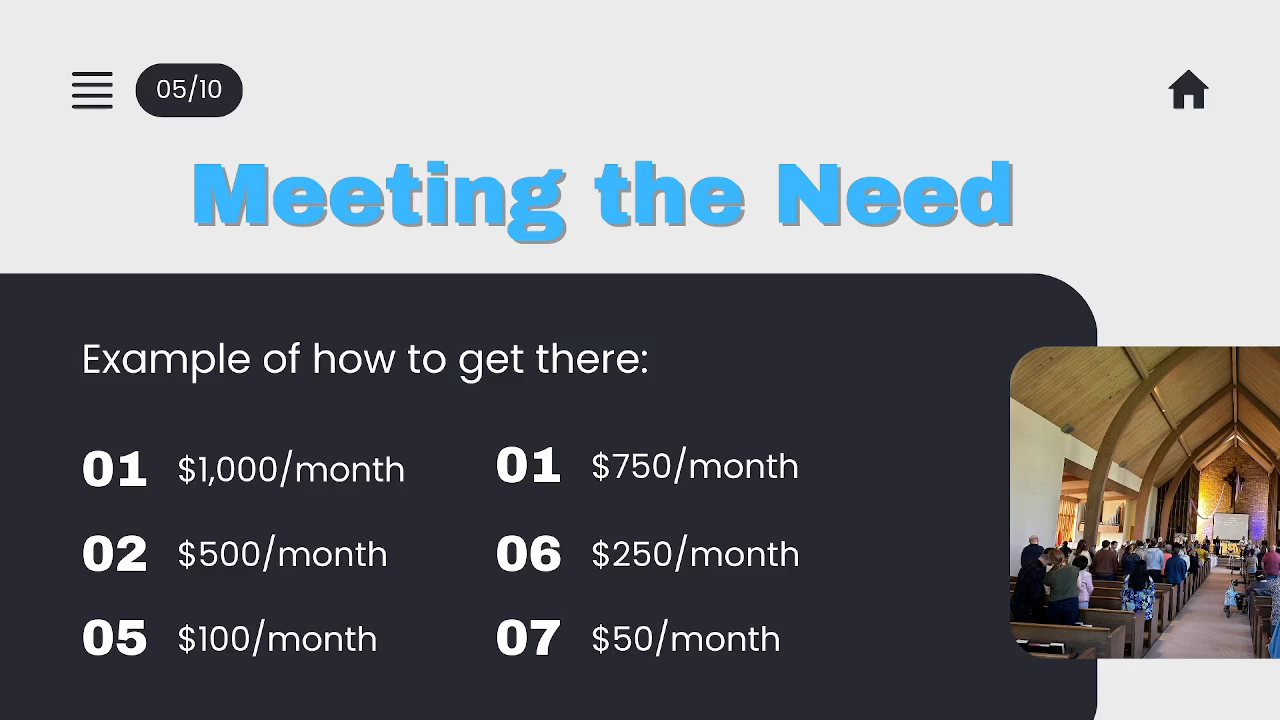 05/10
Meeting the Need
Example of how to get there:
01 $1,000/month
02 $500/month
05 $100/month
01 $750/month
06 $250/month
07 $50/month